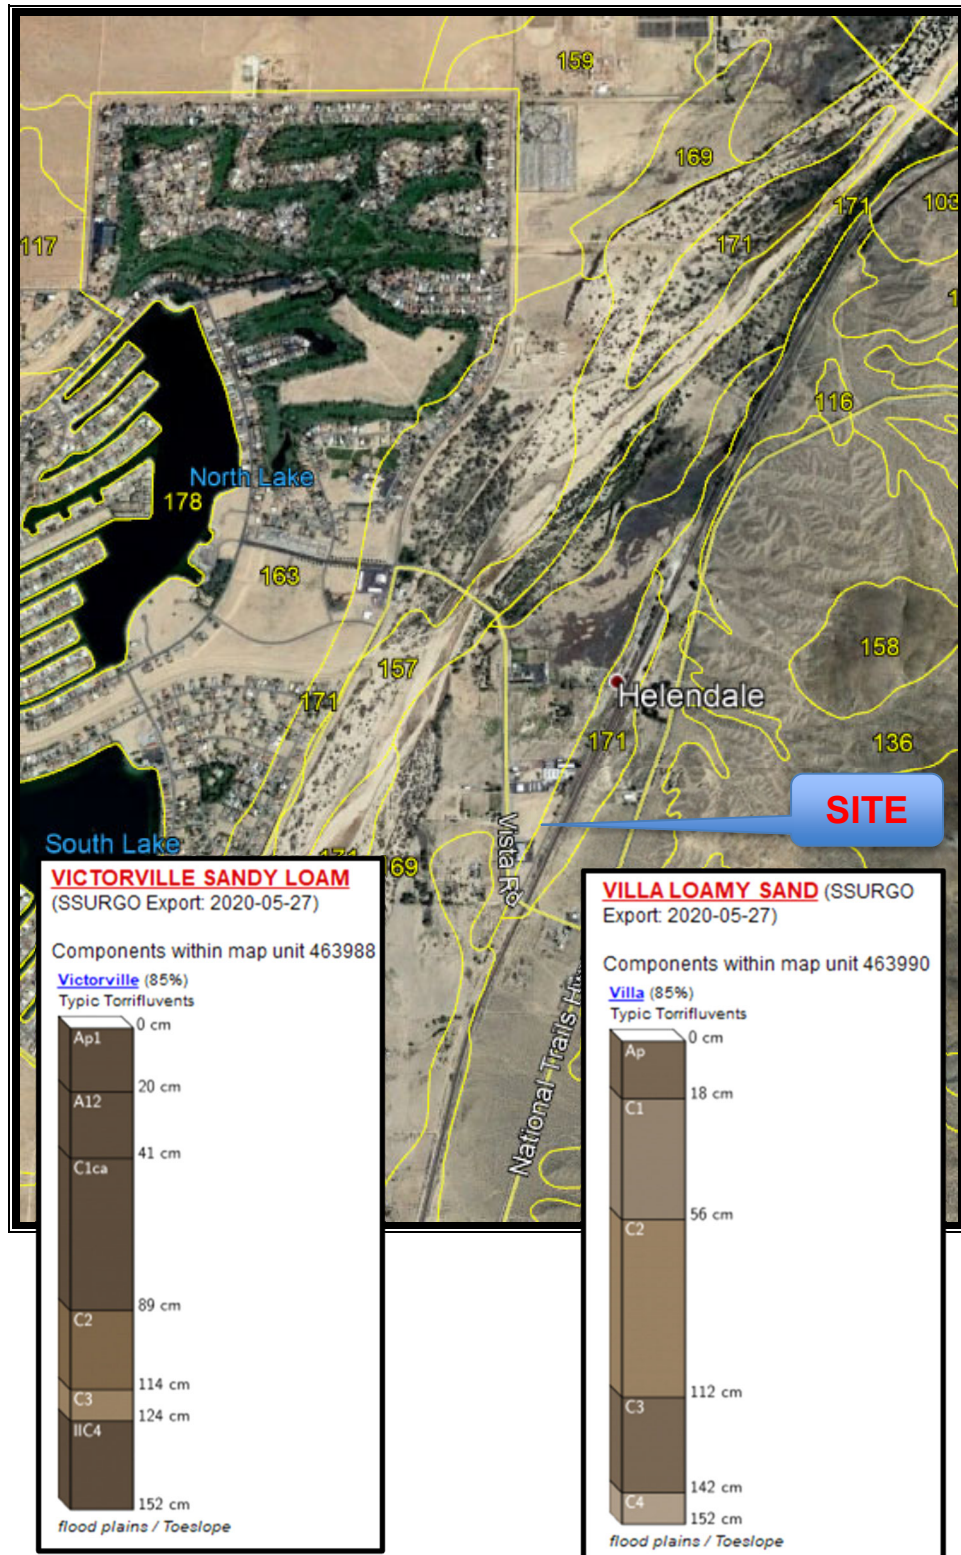 159
169
103
117
171
171
1
116
North Lake
178
163
158
157
171
Helendale
171
136
SITE
South Lake
Vista Rd
69
National Trails
VICTORVILLE SANDY LOAM
(SSURGO Export: 2020-05-27)
Components within map unit 463988
Victorville (85%)
Typic Torrifluvents
0 cm
Ap1
20 cm
A12
41 cm
C1ca
89 cm
C2
114 cm
C3
124 cm
IIC4
152 cm
flood plains / Toeslope
VILLA LOAMY SAND (SSURGO
Export: 2020-05-27)
Components within map unit 463990
Villa (85%)
Typic Torrifluvents
0 cm
Ap
18 cm
C1
56 cm
C2
112 cm
C3
142 cm
C4
152 cm
flood plains / Toeslope